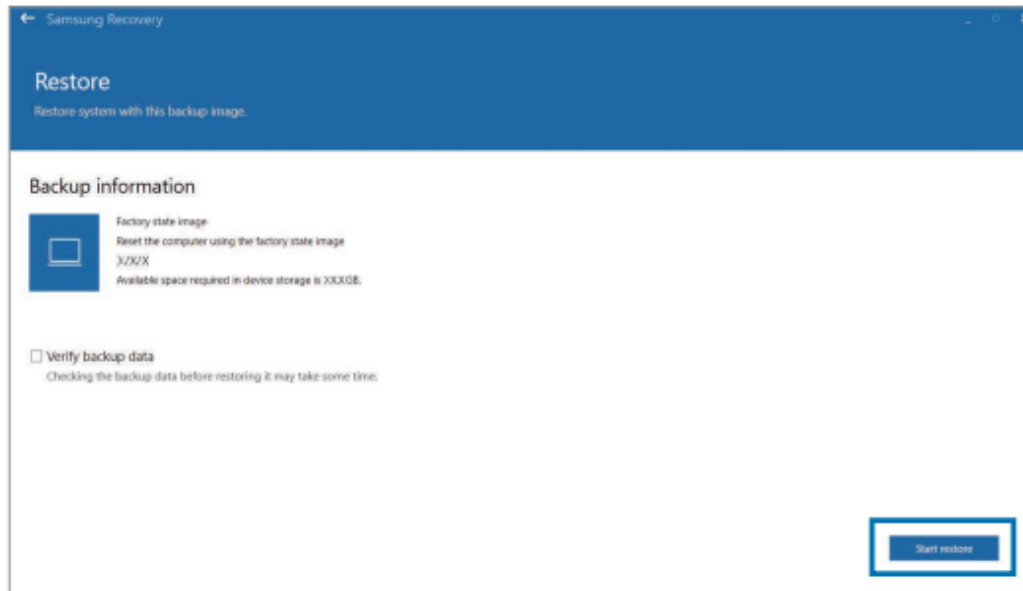 Samsung Recovery
Restore
Restore system with this backup image.
Backup information
Factory state image
Reset the computer using the factory state image
X/X/X
Available space required in device storage is XXXGB.
Verify backup data
Checking the backup data before restoring it may take some time.
Start restore